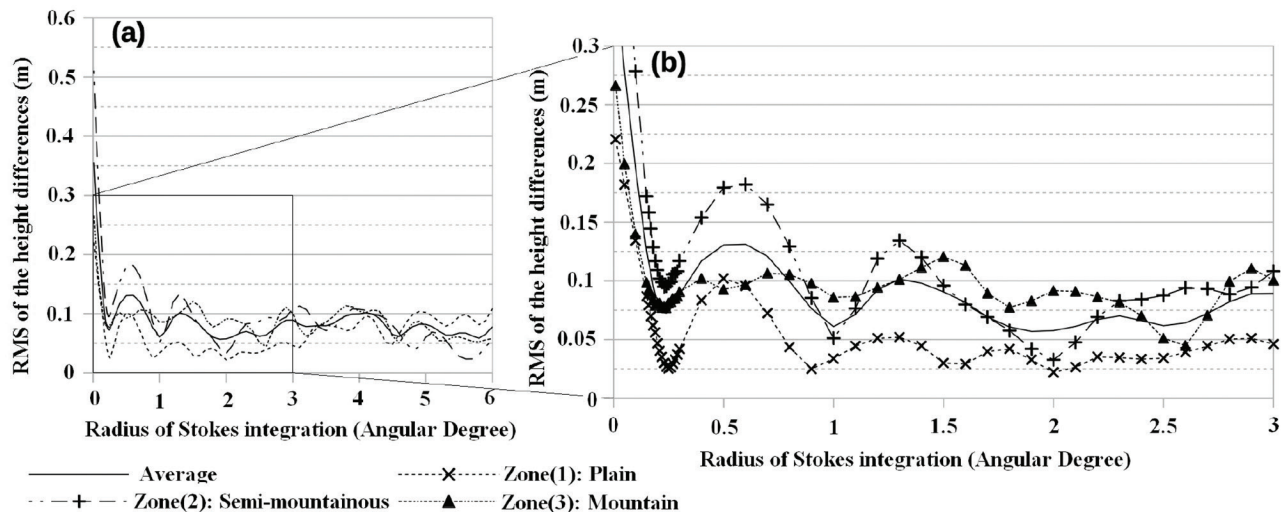 (a)
RMS of the height differences (m)
0.6
0.5
0.4
0.3
0.2
0.1
0
0 1 2 3 4 5 6
Radius of Stokes integration (Angular Degree)
(b)
RMS of the height differences (m)
0.3
0.25
0.2
0.15
0.1
0.05
0
0 0.5 1 1.5 2 2.5 3
Radius of Stokes integration (Angular Degree)
Average
Zone(1): Plain
Zone(2): Semi-mountainous
Zone(3): Mountain